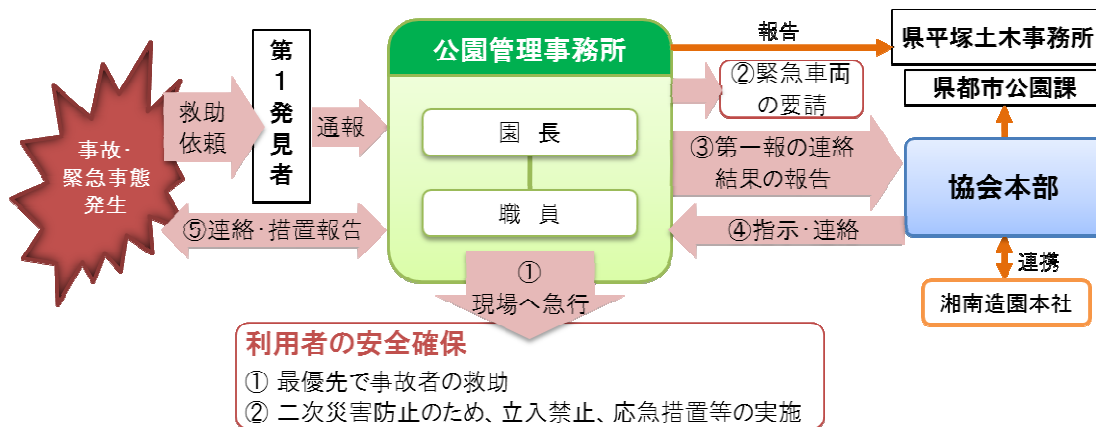 事故・
緊急事態
発生
救助
依頼
第1発見者
通報
公園管理事務所
園 長
職 員
報告
県平塚土木事務所
②緊急車両
の要請
県都市公園課
③第一報の連絡
結果の報告
協会本部
④指示・連絡
⑤連絡・措置報告
連携
湘南造園本社
①
現場へ急行
利用者の安全確保
① 最優先で事故者の救助
② 二次災害防止のため、立入禁止、応急措置等の実施